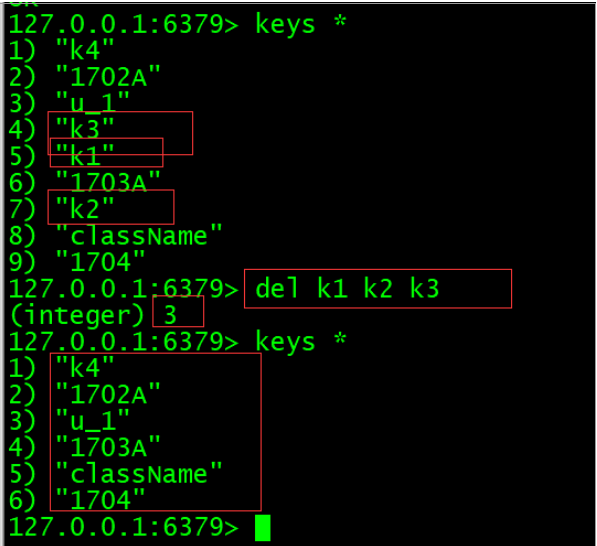 OK
127.0.0.1:6379> keys *
1) "k4"
2) "1702A"
3) "u_1"
4) "k3"
5) "k1"
6) "1703A"
7) "k2"
8) "className"
9) "1704"
127.0.0.1:6379> del k1 k2 k3
(integer) 3
127.0.0.1:6379> keys *
1) "k4"
2) "1702A"
3) "u_1"
4) "1703A"
5) "className"
6) "1704"
127.0.0.1:6379>